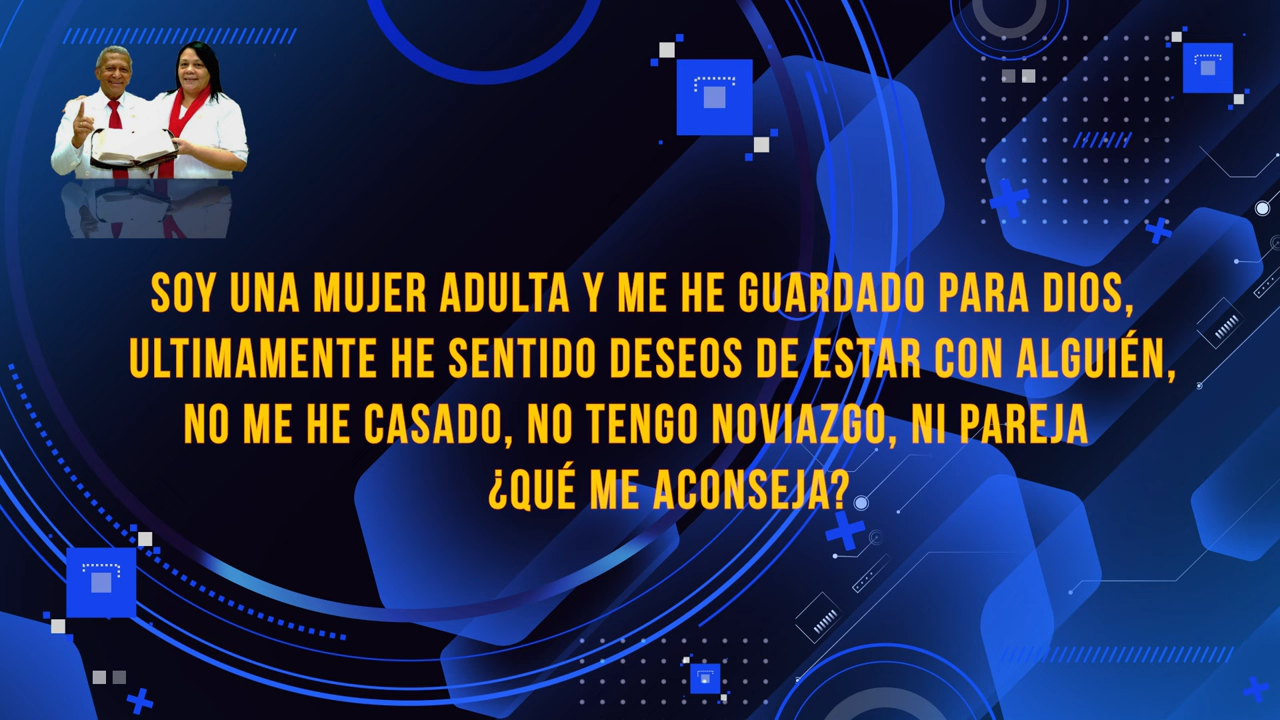 SOY UNA MUJER ADULTA Y ME HE GUARDADO PARA DIOS,
ULTIMAMENTE HE SENTIDO DESEOS DE ESTAR CON ALGUIÉN,
NO ME HE CASADO, NO TENGO NOVIAZGO, NI PAREJA
¿QUÉ ME ACONSEJA?